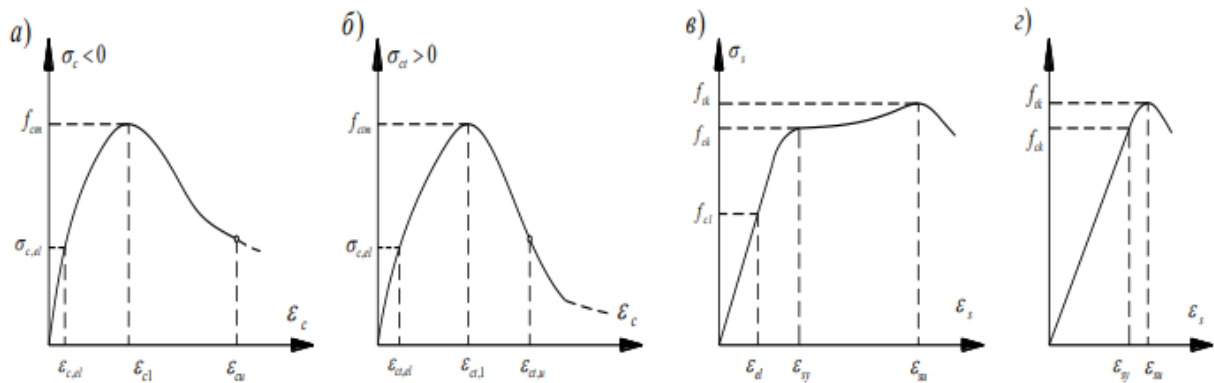 а)
σc < 0
fcm
σc,el
εc
εc,el
εc1
εcu
б)
σct > 0
fctm
σc,el
εc
εct,el
εct,1
εct,u
в)
σs
ftk
fck
fc1
εs
εel
εsy
εsu
г)
ftk
fck
εs
εsy
εsu